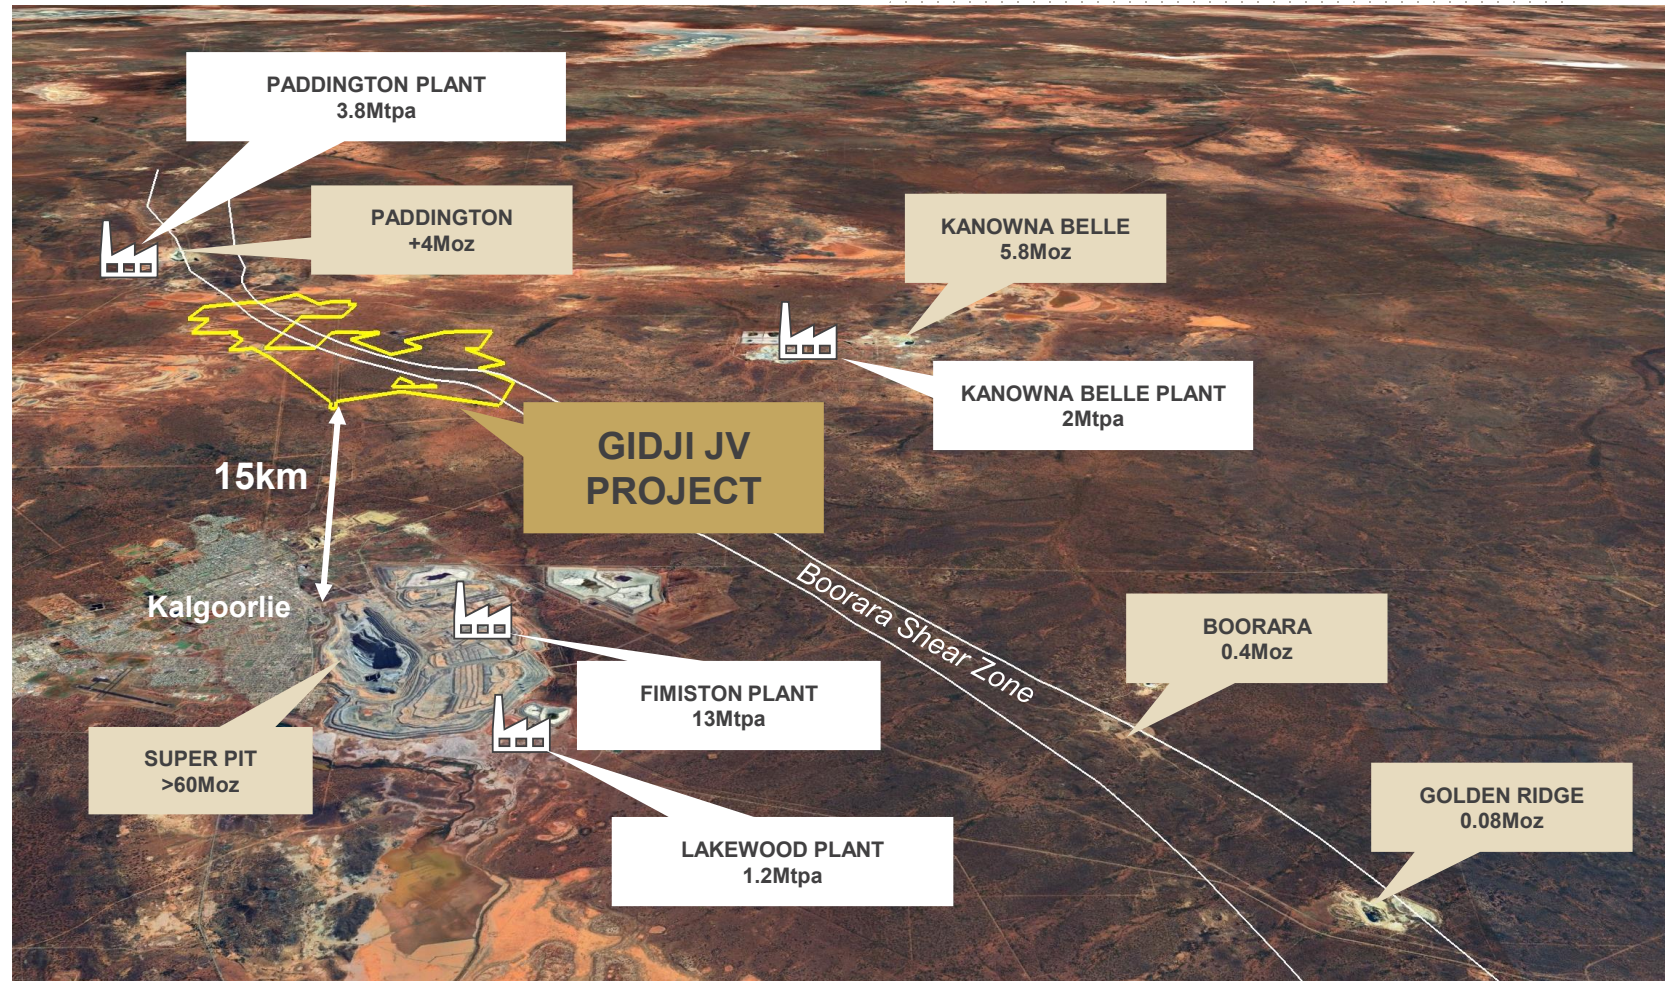 PADDINGTON PLANT
3.8Mtpa
PADDINGTON
+4Moz
KANOWNA BELLE
5.8Moz
KANOWNA BELLE PLANT
2Mtpa
GIDJI JV
PROJECT
15km
Kalgoorlie
Boorara Shear Zone
BOORARA
0.4Moz
FIMISTON PLANT
13Mtpa
SUPER PIT
>60Moz
GOLDEN RIDGE
0.08Moz
LAKEWOOD PLANT
1.2Mtpa